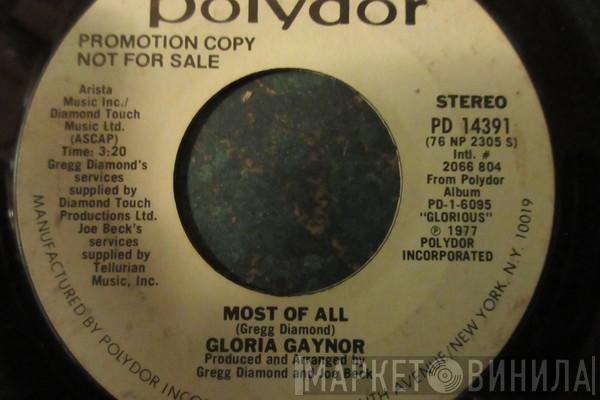 polydor
PROMOTION COPY
NOT FOR SALE
Arista
Music Inc./
Diamond Touch
Music Ltd.
(ASCAP)
Time: 3:20
Gregg Diamond's
services
supplied by
Diamond Touch
Productions Ltd.
Joe Beck's
services
supplied by
Tellurian
Music, Inc.
STEREO
PD 14391
(76 NP 2305 S)
Intl. #
2066 804
From Polydor
Album
PD-1-6095
"GLORIOUS"
℗ 1977
POLYDOR
INCORPORATED
MOST OF ALL
(Gregg Diamond)
GLORIA GAYNOR
Produced and Arranged by
Gregg Diamond and Joe Beck
MANUFACTURED BY POLYDOR AVENUE/NEW YORK, N.Y. 10019
МАРКЕТ ВИНИЛА